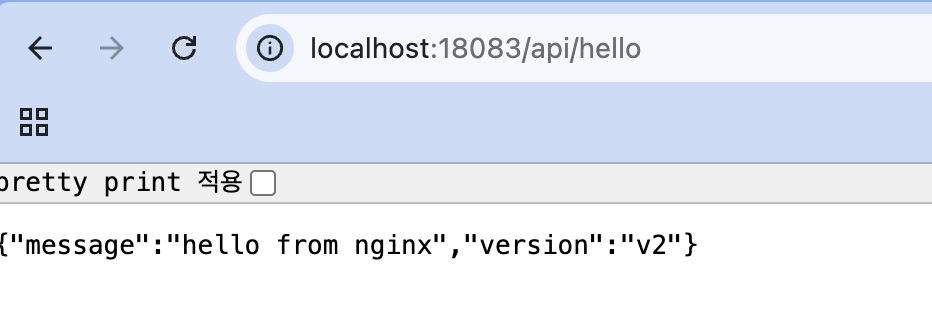 localhost:18083/api/hello
pretty print 적용
{"message":"hello from nginx","version":"v2"}